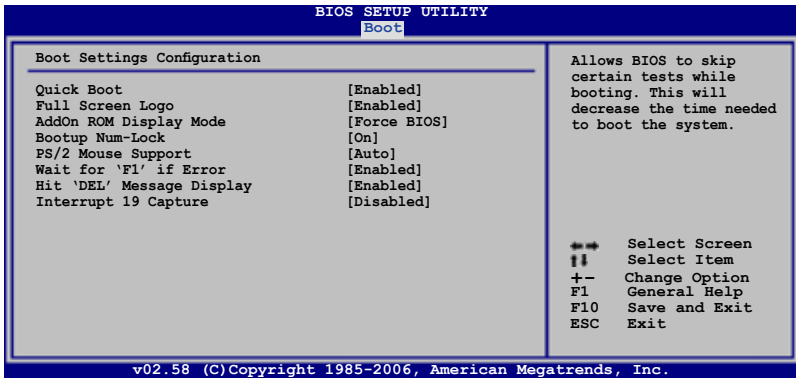 BIOS SETUP UTILITY
Boot
Boot Settings Configuration
Quick Boot [Enabled]
Full Screen Logo [Enabled]
AddOn ROM Display Mode [Force BIOS]
Bootup Num-Lock [On]
PS/2 Mouse Support [Auto]
Wait for ‘F1’ if Error [Enabled]
Hit ‘DEL’ Message Display [Enabled]
Interrupt 19 Capture [Disabled]
Allows BIOS to skip
certain tests while
booting. This will
decrease the time needed
to boot the system.
←→ Select Screen
↑↓ Select Item
+- Change Option
F1 General Help
F10 Save and Exit
ESC Exit
v02.58 (C)Copyright 1985-2006, American Megatrends, Inc.